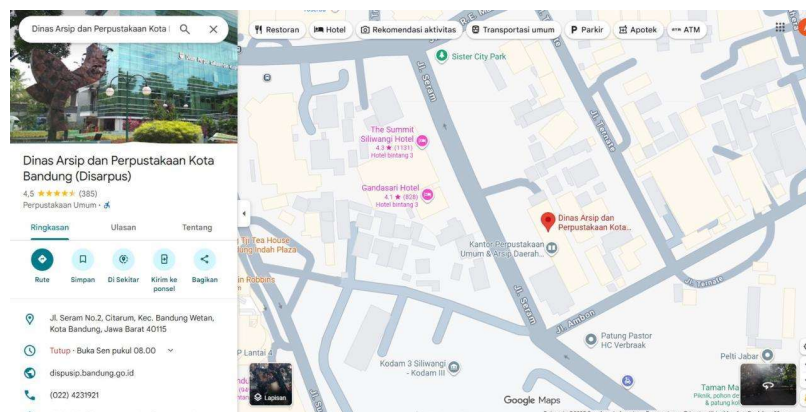 Dinas Arsip dan Perpustakaan Kota
Restoran
Hotel
Rekomendasi aktivitas
Transportasi umum
Parkir
Apotek
ATM
Dinas Arsip dan Perpustakaan Kota
Bandung (Disarpus)
4,5 ★★★★★ (385)
Perpustakaan Umum ·
Ringkasan
Ulasan
Tentang
Rute
Simpan
Di Sekitar
Kirim ke
ponsel
Bagikan
Jl. Seram No.2, Citarum, Kec. Bandung Wetan,
Kota Bandung, Jawa Barat 40115
Tutup · Buka Sen pukul 08.00
dispusip.bandung.go.id
(022) 4231921
Sister City Park
Jl. Seram
Jl. Ternate
The Summit
Siliwangi Hotel
4.3 ★ (1131)
Hotel bintang 3
Gandasari Hotel
4.1 ★ (828)
Hotel bintang 3
Dinas Arsip dan
Perpustakaan Kota...
Kantor Perpustakaan
Umum & Arsip Daerah...
Tea House
Indah Plaza
Robbins
Jl. Ternate
Jl. Seram
Jl. Ambon
Patung Pastor
HC Verbraak
P Lantai 4
Kodam 3 Siliwangi
- Kodam III
Pelti Jabar
Taman Ma
Lapisan
Google Maps